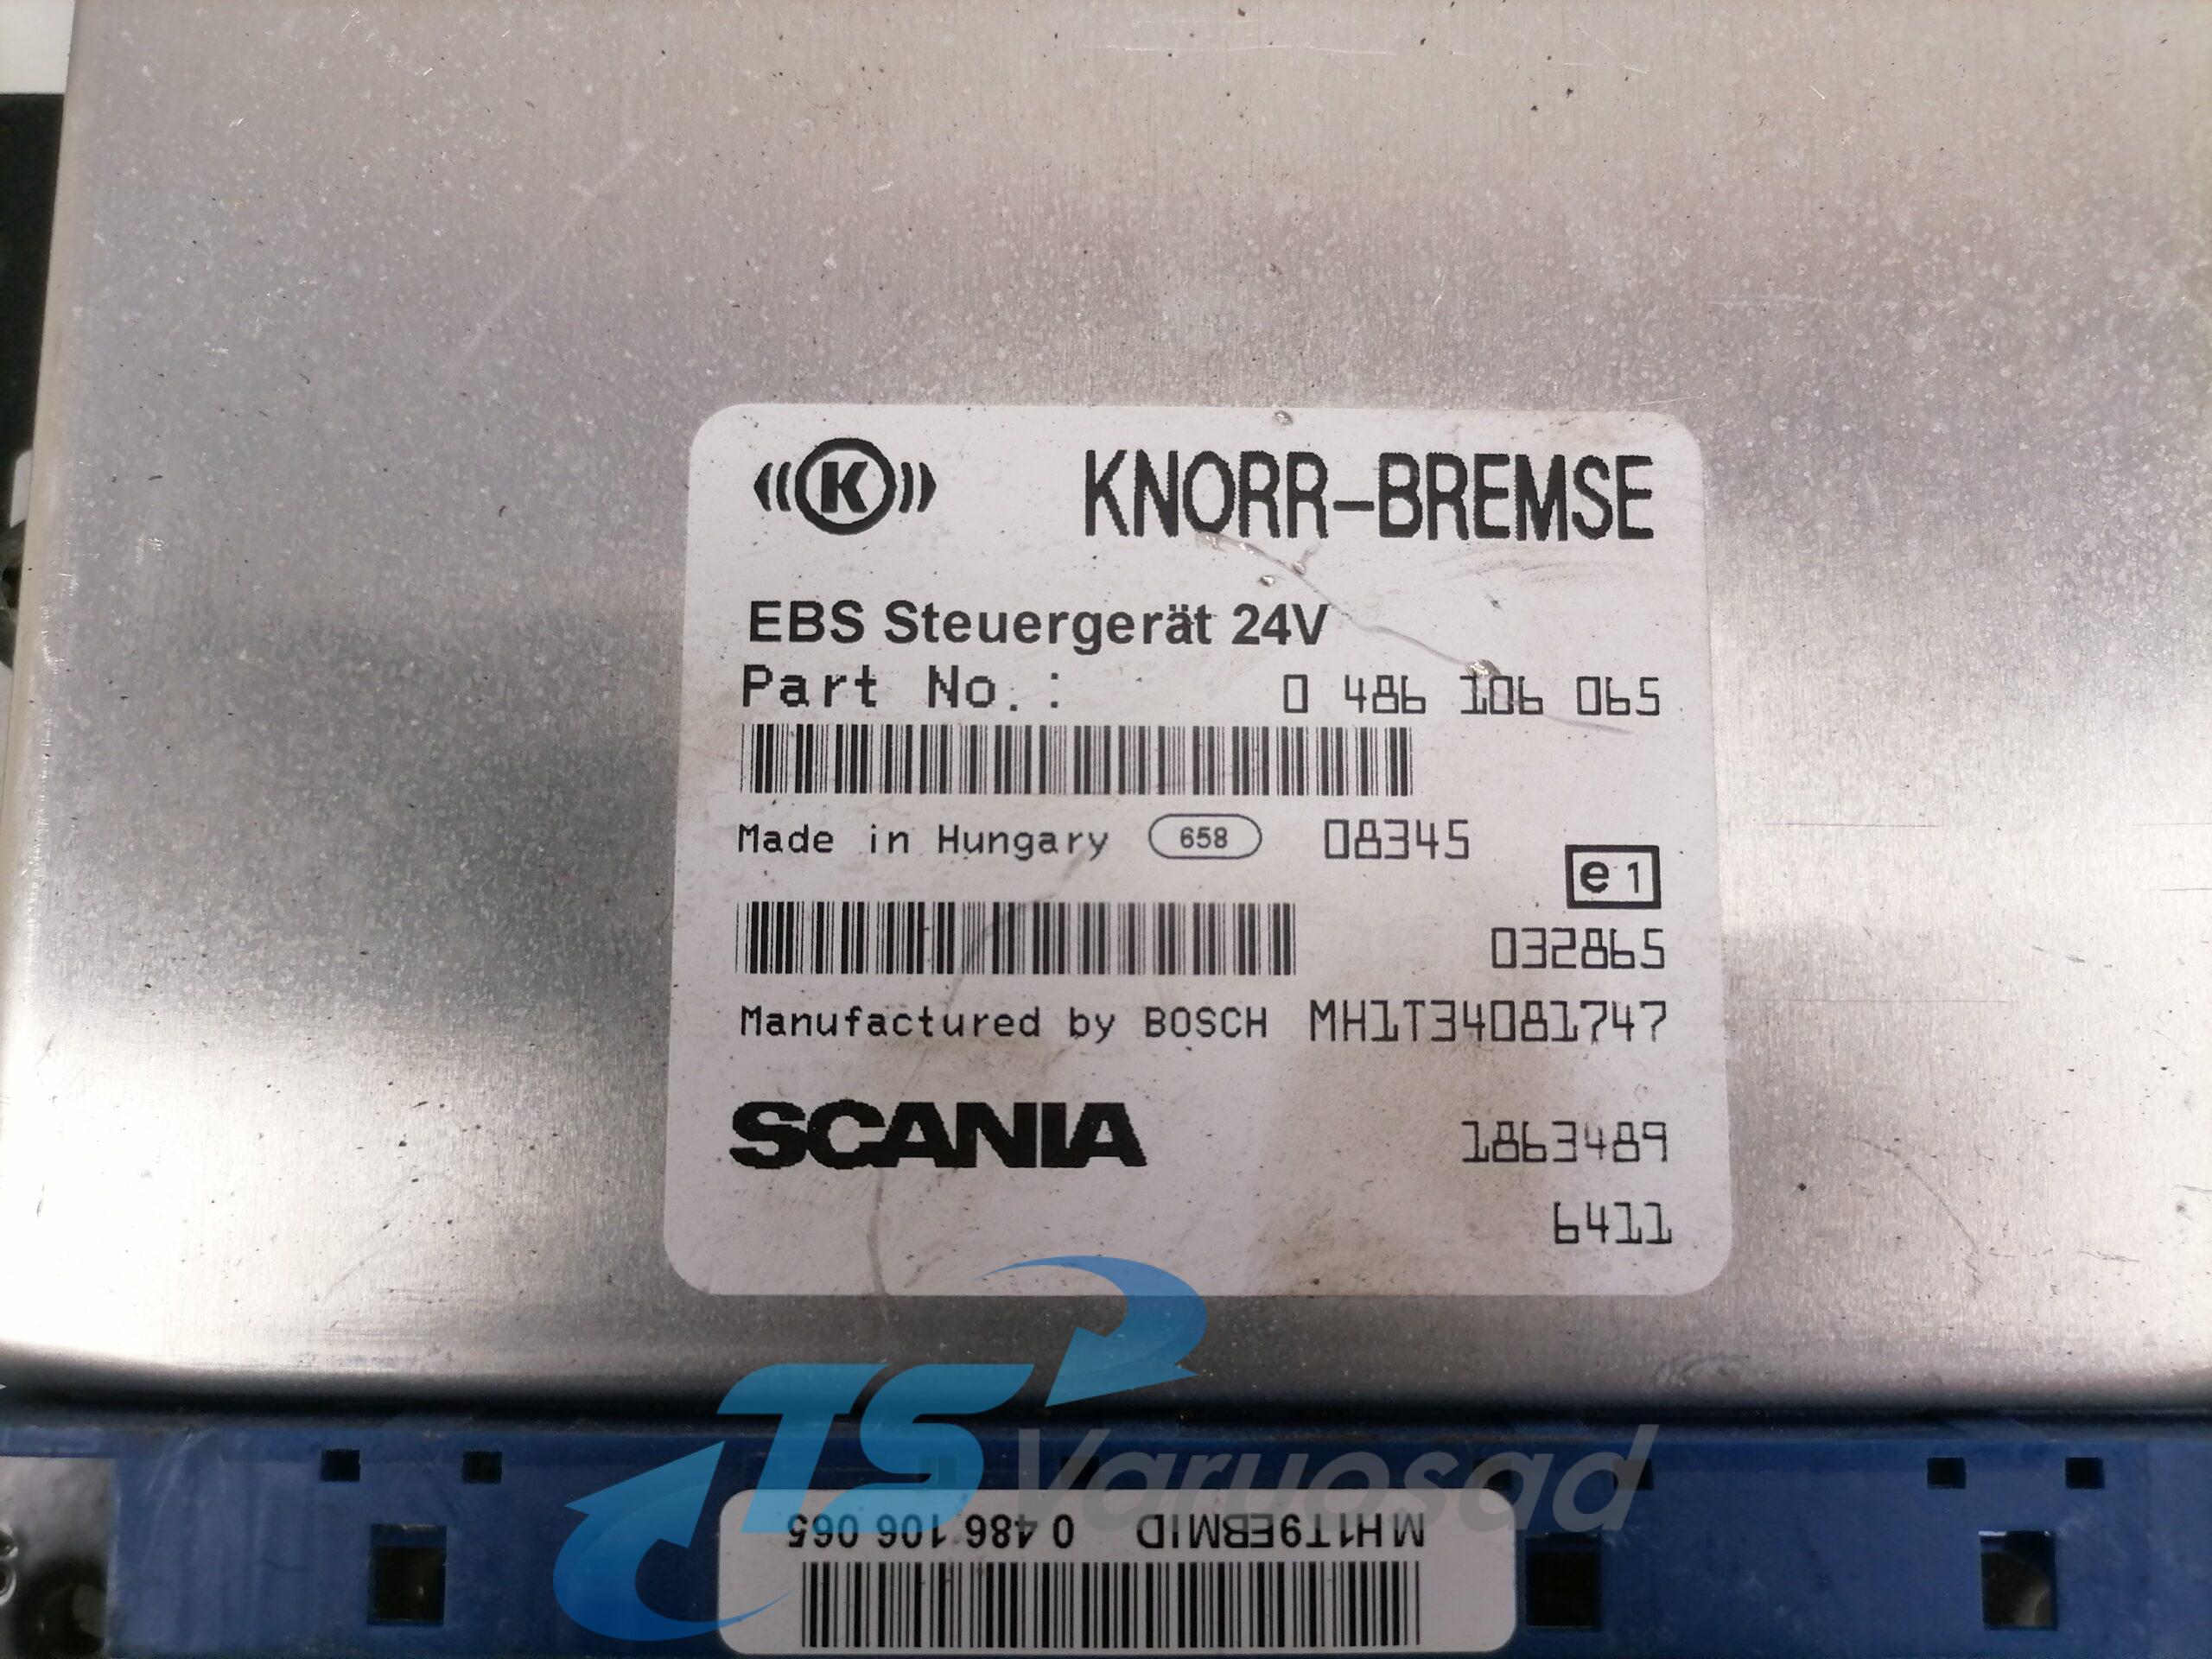 K KNORR-BREMSE
EBS Steuergerät 24V
Part No.: 0 486 106 065
Made in Hungary 658 08345
e1
032865
Manufactured by BOSCH MH1T34081747
SCANIA 1863489
6411
TS Varuosad
MH1T9EBMID 0 486 106 065